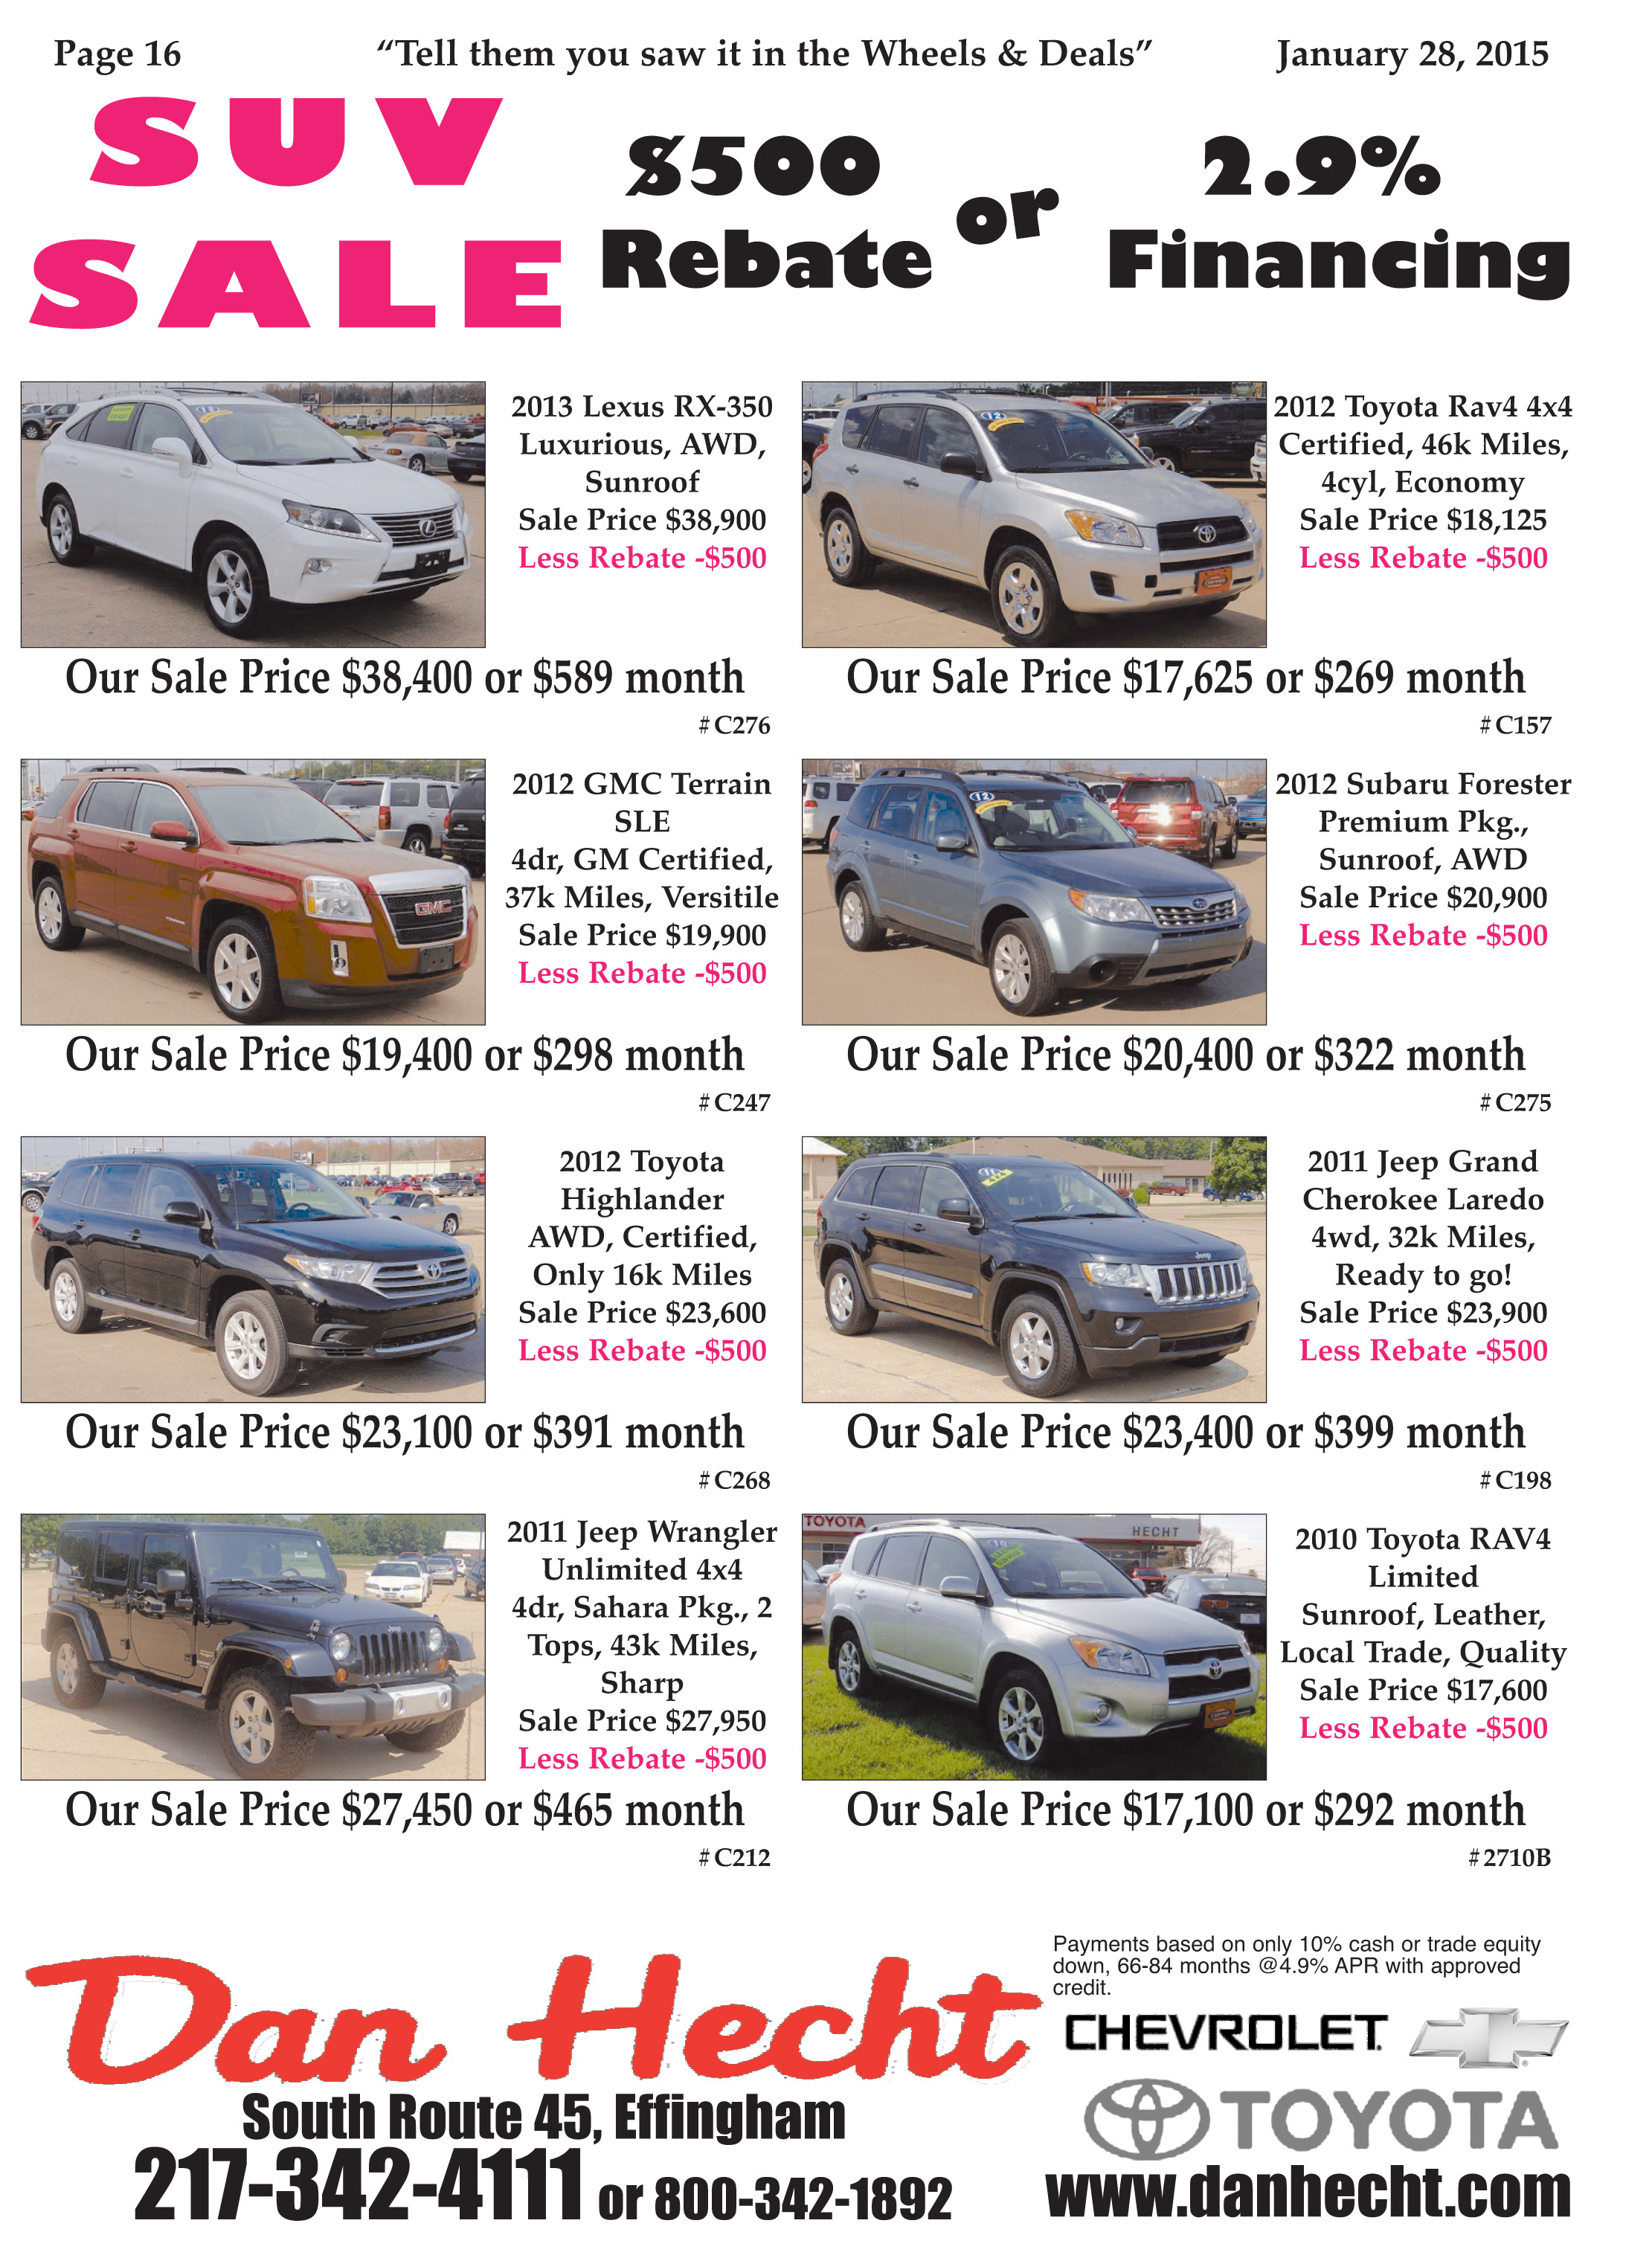 Page 16
“Tell them you saw it in the Wheels & Deals”
January 28, 2015
SUV
SALE
$500
Rebate
or
2.9%
Financing
2013 Lexus RX-350
Luxurious, AWD,
Sunroof
Sale Price $38,900
Less Rebate -$500
Our Sale Price $38,400 or $589 month
# C276
2012 Toyota Rav4 4x4
Certified, 46k Miles,
4cyl, Economy
Sale Price $18,125
Less Rebate -$500
Our Sale Price $17,625 or $269 month
# C157
GMC
2012 GMC Terrain
SLE
4dr, GM Certified,
37k Miles, Versitile
Sale Price $19,900
Less Rebate -$500
Our Sale Price $19,400 or $298 month
# C247
12
2012 Subaru Forester
Premium Pkg.,
Sunroof, AWD
Sale Price $20,900
Less Rebate -$500
Our Sale Price $20,400 or $322 month
# C275
2012 Toyota
Highlander
AWD, Certified,
Only 16k Miles
Sale Price $23,600
Less Rebate -$500
Our Sale Price $23,100 or $391 month
# C268
Jeep
2011 Jeep Grand
Cherokee Laredo
4wd, 32k Miles,
Ready to go!
Sale Price $23,900
Less Rebate -$500
Our Sale Price $23,400 or $399 month
# C198
Jeep
2011 Jeep Wrangler
Unlimited 4x4
4dr, Sahara Pkg., 2
Tops, 43k Miles,
Sharp
Sale Price $27,950
Less Rebate -$500
Our Sale Price $27,450 or $465 month
# C212
TOYOTA
HECHT
2010 Toyota RAV4
Limited
Sunroof, Leather,
Local Trade, Quality
Sale Price $17,600
Less Rebate -$500
Our Sale Price $17,100 or $292 month
# 2710B
Dan Hecht
South Route 45, Effingham
217-342-4111 or 800-342-1892
Payments based on only 10% cash or trade equity
down, 66-84 months @4.9% APR with approved
credit.
CHEVROLET
TOYOTA
www.danhecht.com